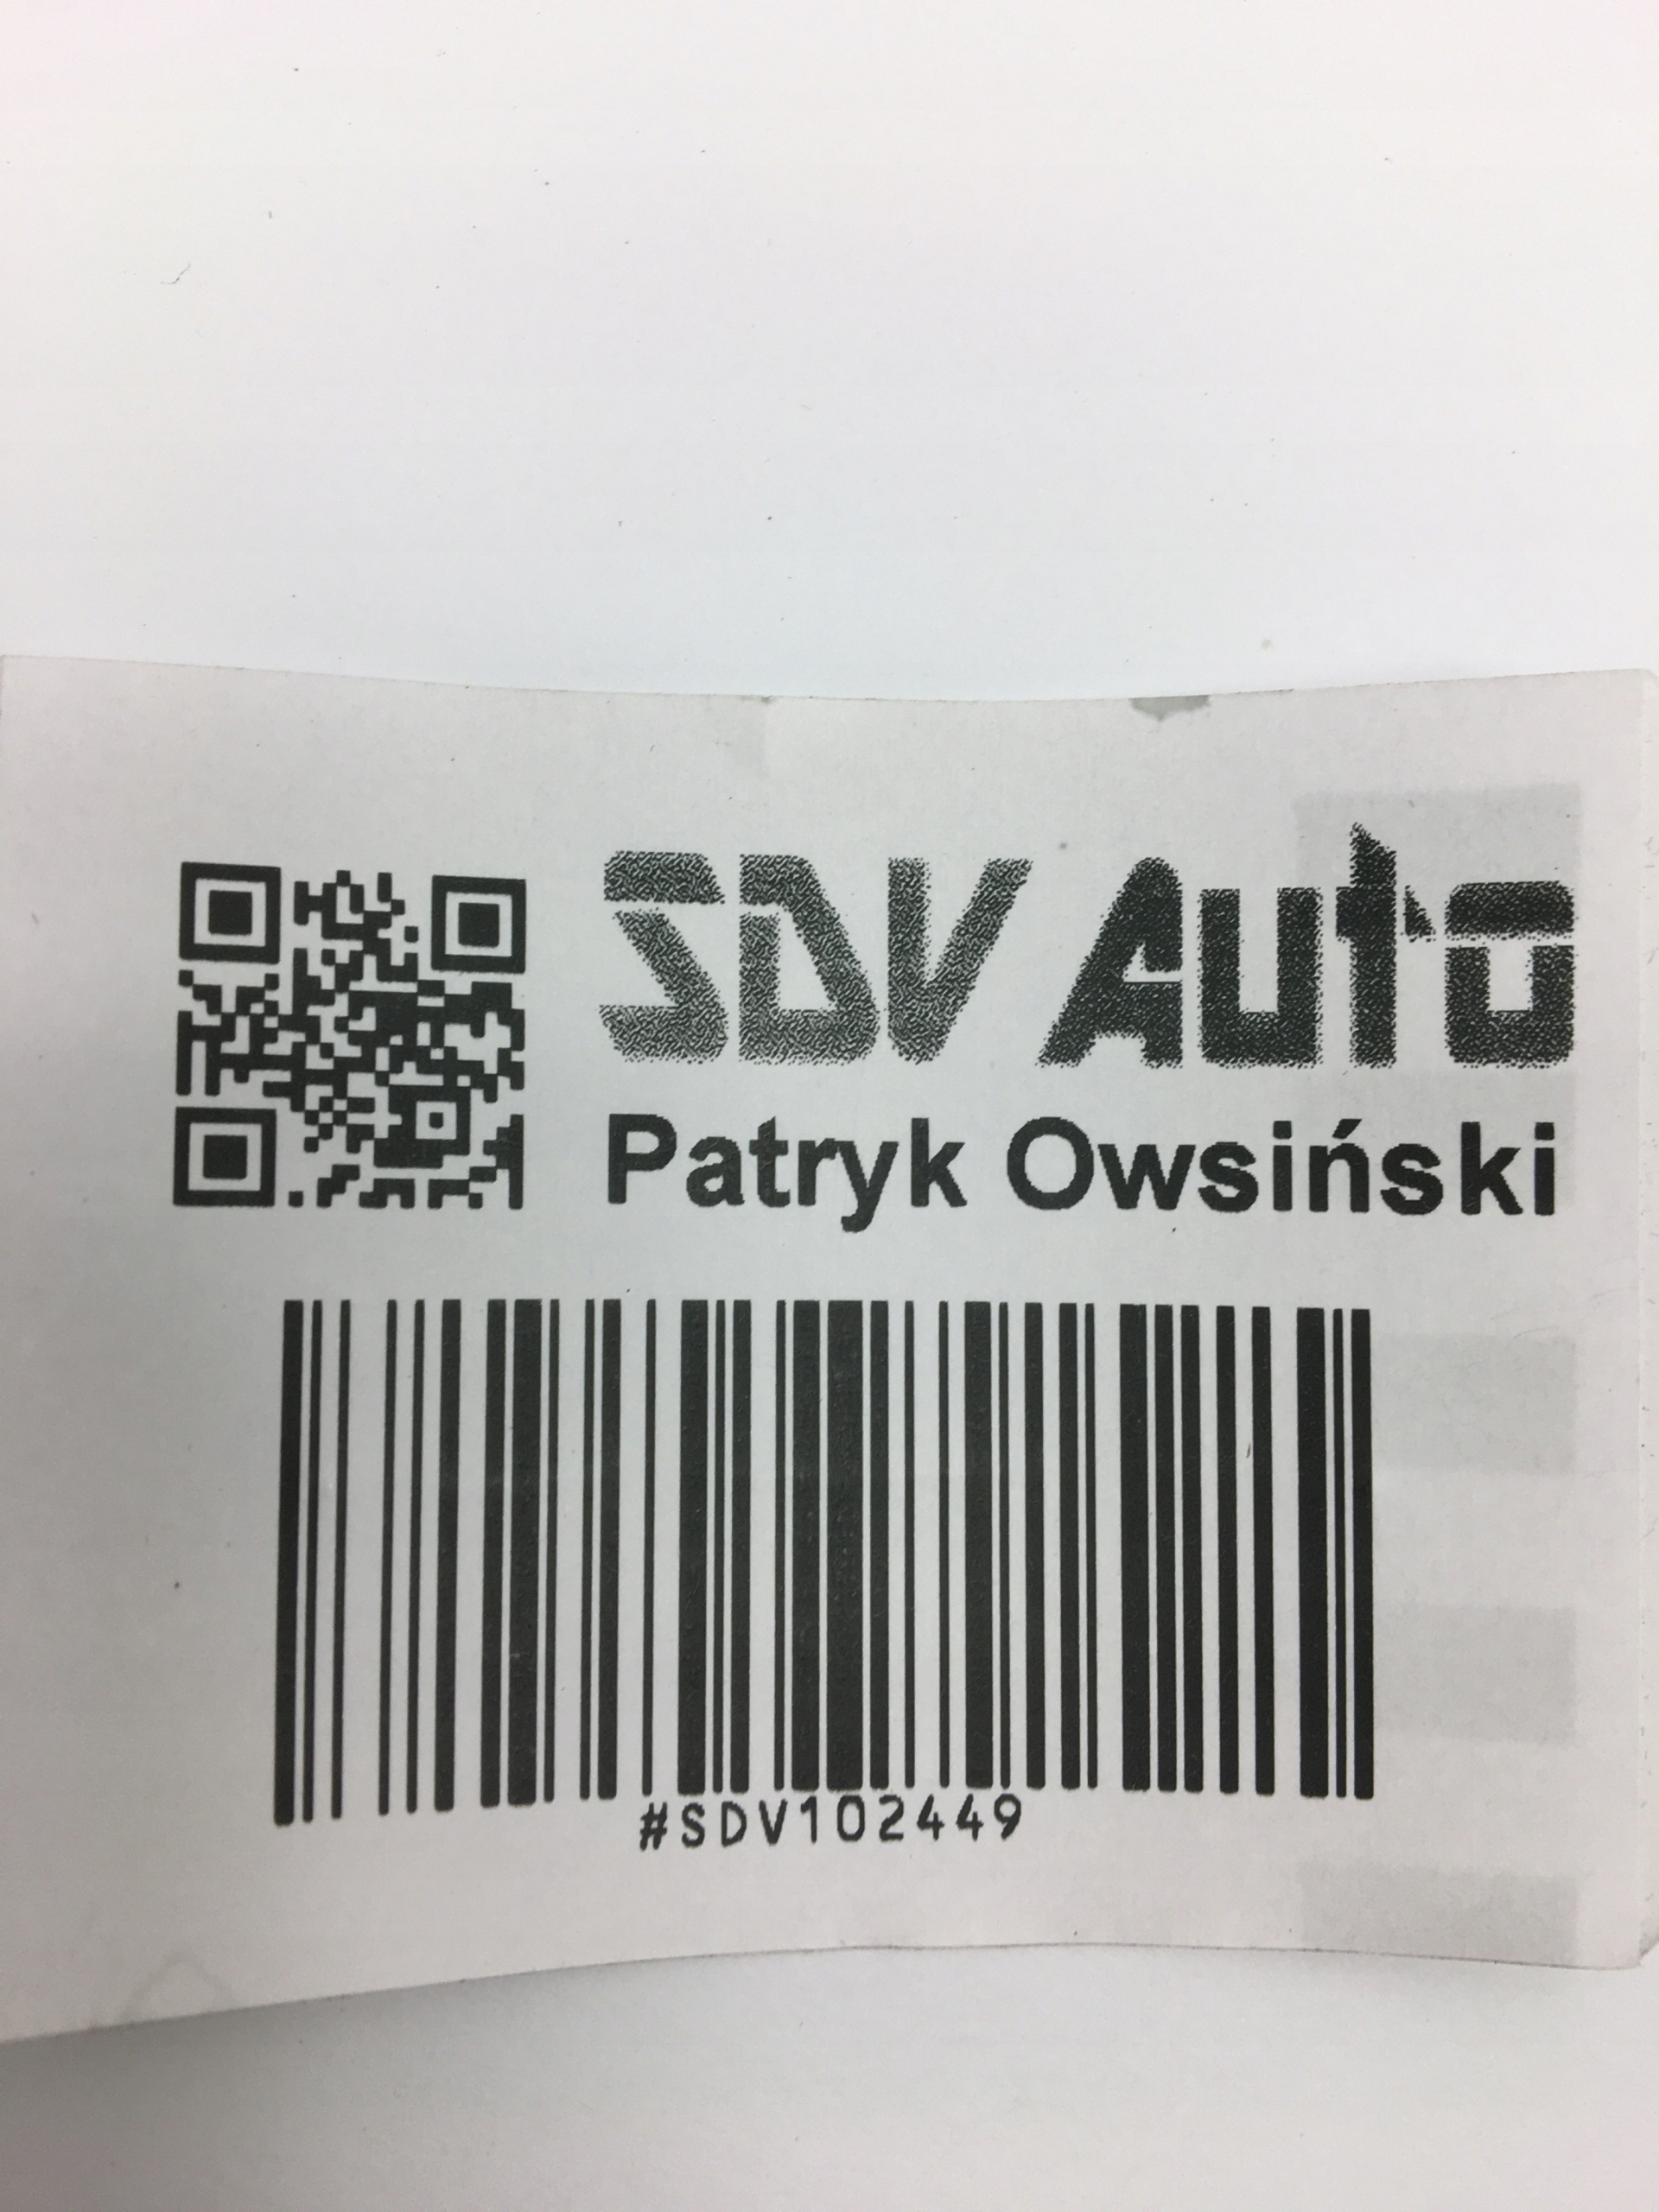 SDV Auto
Patryk Owsiński
#SDV102449